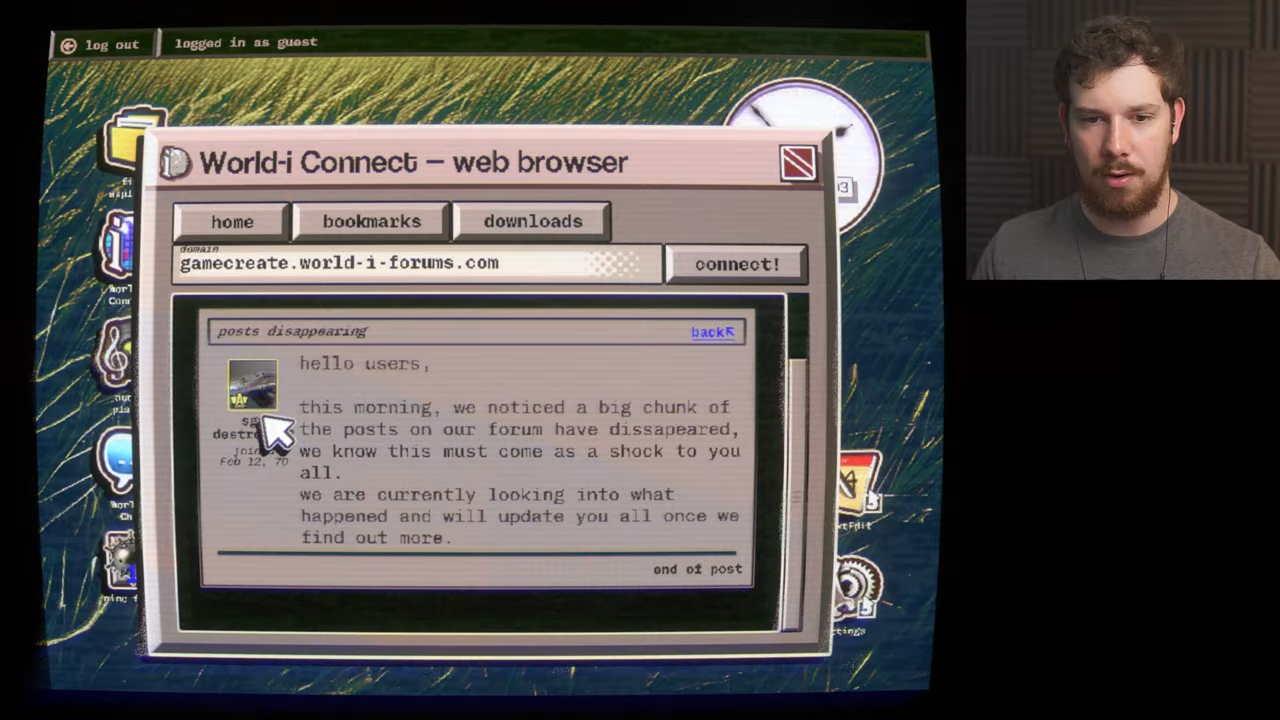 log out
logged in as guest
World-i Connect – web browser
home
bookmarks
downloads
domain
gamecreate.world-i-forums.com
connect!
posts disappearing
back
hello users,
this morning, we noticed a big chunk of
the posts on our forum have dissapeared,
we know this must come as a shock to you
all.
we are currently looking into what
happened and will update you all once we
find out more.
Feb 12, 70
end of post